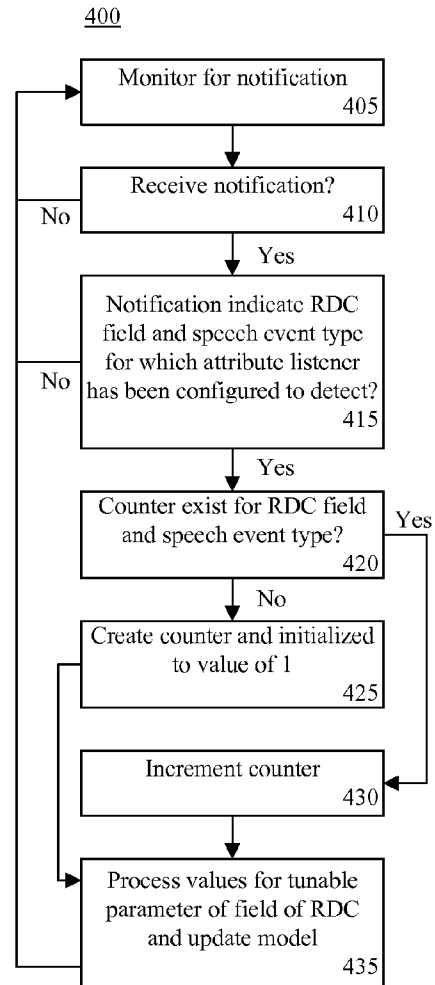 400
Monitor for notification
405
Receive notification?
410
No
Yes
Notification indicate RDC
field and speech event type
for which attribute listener
has been configured to detect?
415
No
Yes
Counter exist for RDC field
and speech event type?
420
Yes
No
Create counter and initialized
to value of 1
425
Increment counter
430
Process values for tunable
parameter of field of RDC
and update model
435